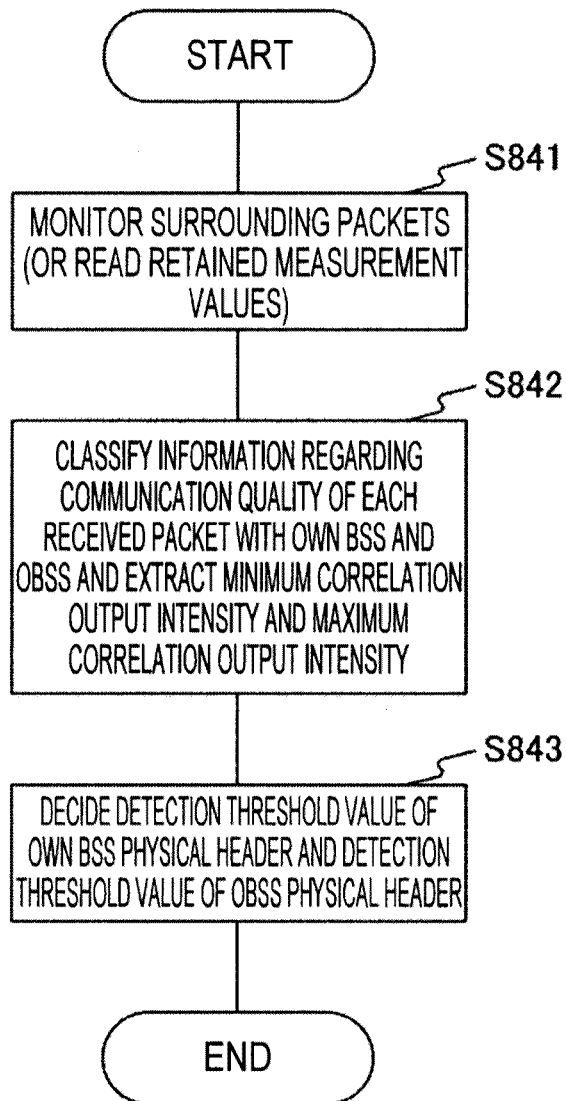 START
S841
MONITOR SURROUNDING PACKETS
(OR READ RETAINED MEASUREMENT
VALUES)
S842
CLASSIFY INFORMATION REGARDING
COMMUNICATION QUALITY OF EACH
RECEIVED PACKET WITH OWN BSS AND
OBSS AND EXTRACT MINIMUM CORRELATION
OUTPUT INTENSITY AND MAXIMUM
CORRELATION OUTPUT INTENSITY
S843
DECIDE DETECTION THRESHOLD VALUE OF
OWN BSS PHYSICAL HEADER AND DETECTION
THRESHOLD VALUE OF OBSS PHYSICAL HEADER
END